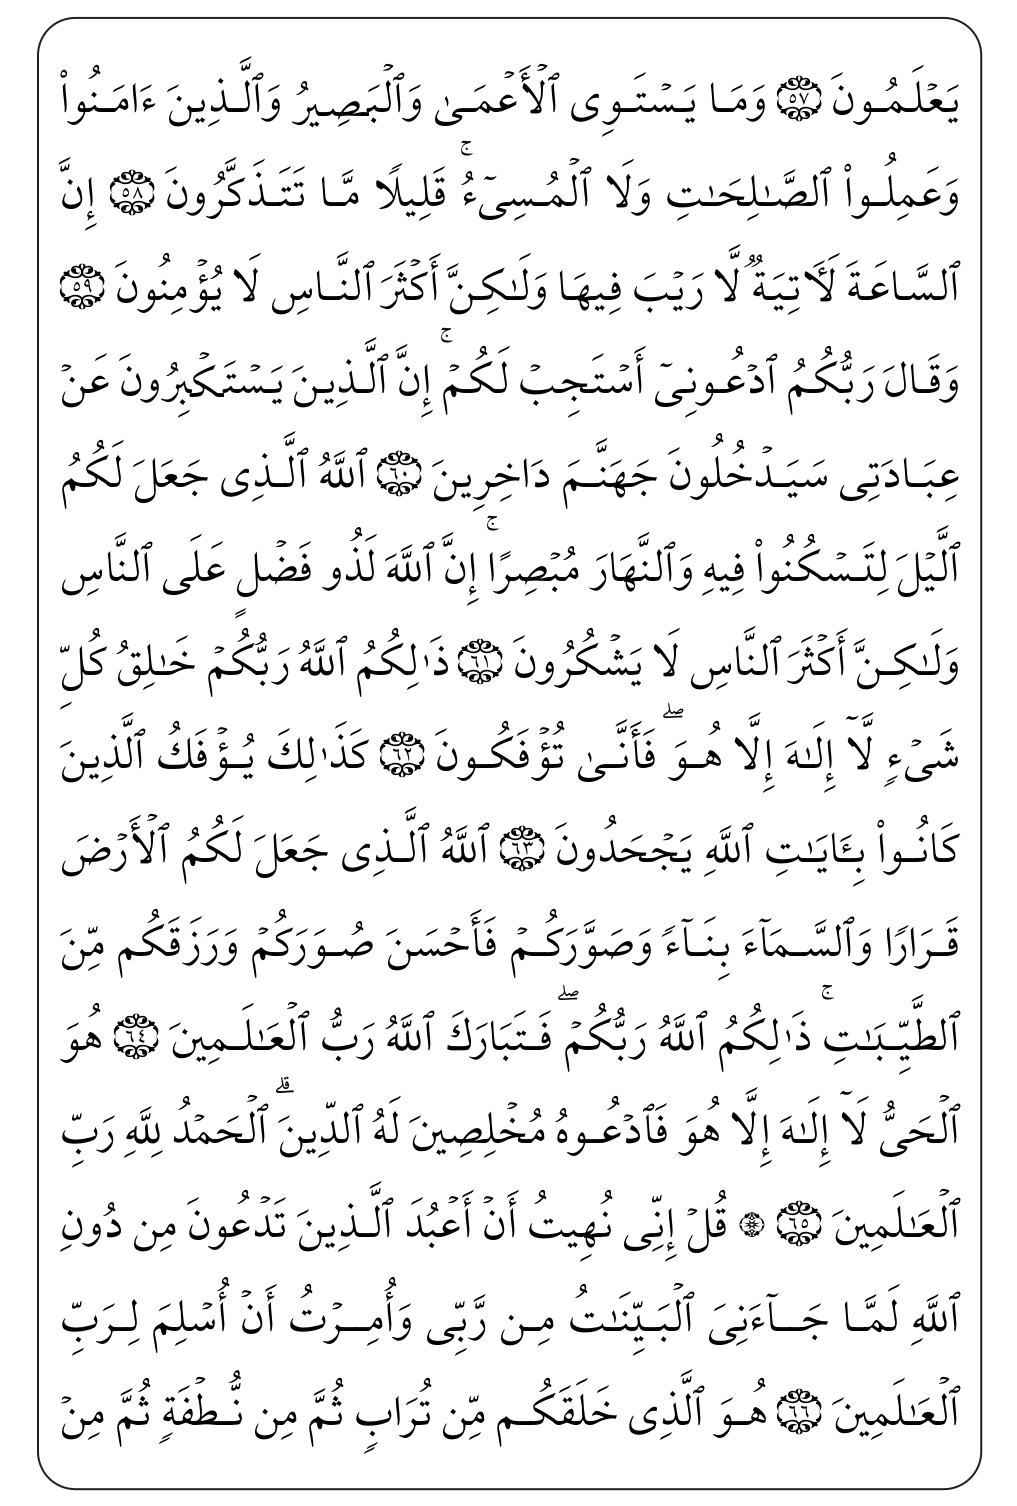 يَعۡلَمُونَ ۝٥٧ وَمَا يَسۡتَوِى ٱلۡأَعۡمَىٰ وَٱلۡبَصِيرُ وَٱلَّذِينَ ءَامَنُوا۟
وَعَمِلُوا۟ ٱلصَّـٰلِحَـٰتِ وَلَا ٱلۡمُسِىٓءُۚ قَلِيلًا مَّا تَتَذَكَّرُونَ ۝٥٨ إِنَّ
ٱلسَّاعَةَ لَـَٔاتِيَةٌ لَّا رَيۡبَ فِيهَا وَلَـٰكِنَّ أَكۡثَرَ ٱلنَّاسِ لَا يُؤۡمِنُونَ ۝٥٩
وَقَالَ رَبُّكُمُ ٱدۡعُونِىٓ أَسۡتَجِبۡ لَكُمۡۚ إِنَّ ٱلَّذِينَ يَسۡتَكۡبِرُونَ عَنۡ
عِبَادَتِى سَيَدۡخُلُونَ جَهَنَّمَ دَاخِرِينَ ۝٦٠ ٱللَّهُ ٱلَّذِى جَعَلَ لَكُمُ
ٱلَّيۡلَ لِتَسۡكُنُوا۟ فِيهِ وَٱلنَّهَارَ مُبۡصِرًاۚ إِنَّ ٱللَّهَ لَذُو فَضۡلٍ عَلَى ٱلنَّاسِ
وَلَـٰكِنَّ أَكۡثَرَ ٱلنَّاسِ لَا يَشۡكُرُونَ ۝٦١ ذَٰلِكُمُ ٱللَّهُ رَبُّكُمۡ خَـٰلِقُ كُلِّ
شَىۡءٍ لَّآ إِلَـٰهَ إِلَّا هُوَۖ فَأَنَّىٰ تُؤۡفَكُونَ ۝٦٢ كَذَٰلِكَ يُؤۡفَكُ ٱلَّذِينَ
كَانُوا۟ بِـَٔايَـٰتِ ٱللَّهِ يَجۡحَدُونَ ۝٦٣ ٱللَّهُ ٱلَّذِى جَعَلَ لَكُمُ ٱلۡأَرۡضَ
قَرَارًا وَٱلسَّمَآءَ بِنَآءً وَصَوَّرَكُمۡ فَأَحۡسَنَ صُوَرَكُمۡ وَرَزَقَكُم مِّنَ
ٱلطَّيِّبَـٰتِۚ ذَٰلِكُمُ ٱللَّهُ رَبُّكُمۡۖ فَتَبَارَكَ ٱللَّهُ رَبُّ ٱلۡعَـٰلَمِينَ ۝٦٤ هُوَ
ٱلۡحَىُّ لَآ إِلَـٰهَ إِلَّا هُوَ فَٱدۡعُوهُ مُخۡلِصِينَ لَهُ ٱلدِّينَۗ ٱلۡحَمۡدُ لِلَّهِ رَبِّ
ٱلۡعَـٰلَمِينَ ۝٦٥ ۞ قُلۡ إِنِّى نُهِيتُ أَنۡ أَعۡبُدَ ٱلَّذِينَ تَدۡعُونَ مِن دُونِ
ٱللَّهِ لَمَّا جَآءَنِىَ ٱلۡبَيِّنَـٰتُ مِن رَّبِّى وَأُمِرۡتُ أَنۡ أُسۡلِمَ لِرَبِّ
ٱلۡعَـٰلَمِينَ ۝٦٦ هُوَ ٱلَّذِى خَلَقَكُم مِّن تُرَابٍ ثُمَّ مِن نُّطۡفَةٍ ثُمَّ مِنۡ